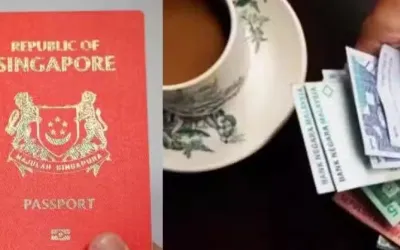 REPUBLIC OF
SINGAPORE
MAJULAH SINGAPURA
PASSPORT
BANK NEGARA MALAYSIA
BANK NEGARA MALAYSIA